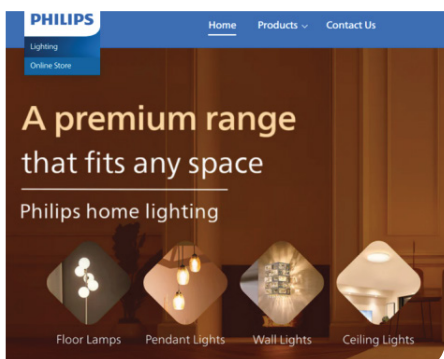 PHILIPS
Lighting
Online Store
Home Products Contact Us
A premium range
that fits any space
Philips home lighting
Floor Lamps Pendant Lights Wall Lights Ceiling Lights